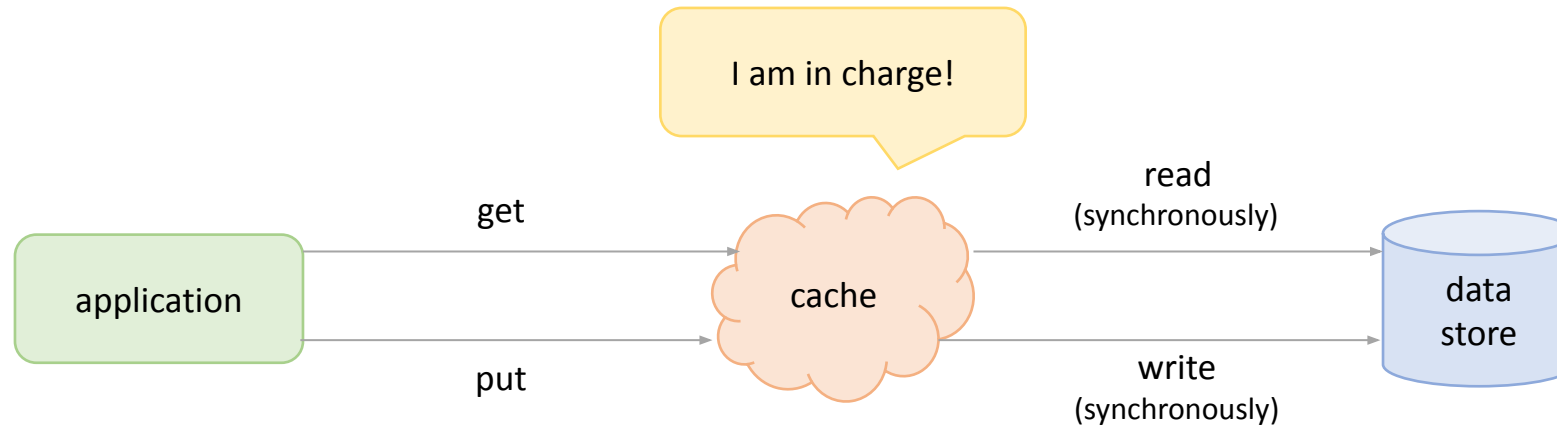 I am in charge!
read
(synchronously)
get
application
cache
data
store
put
write
(synchronously)